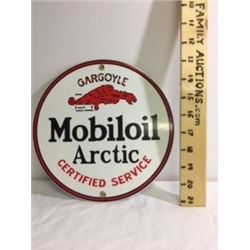 GARGOYLE
Mobiloil
Arctic
CERTIFIED SERVICE
FAMILY AUCTIONS.com